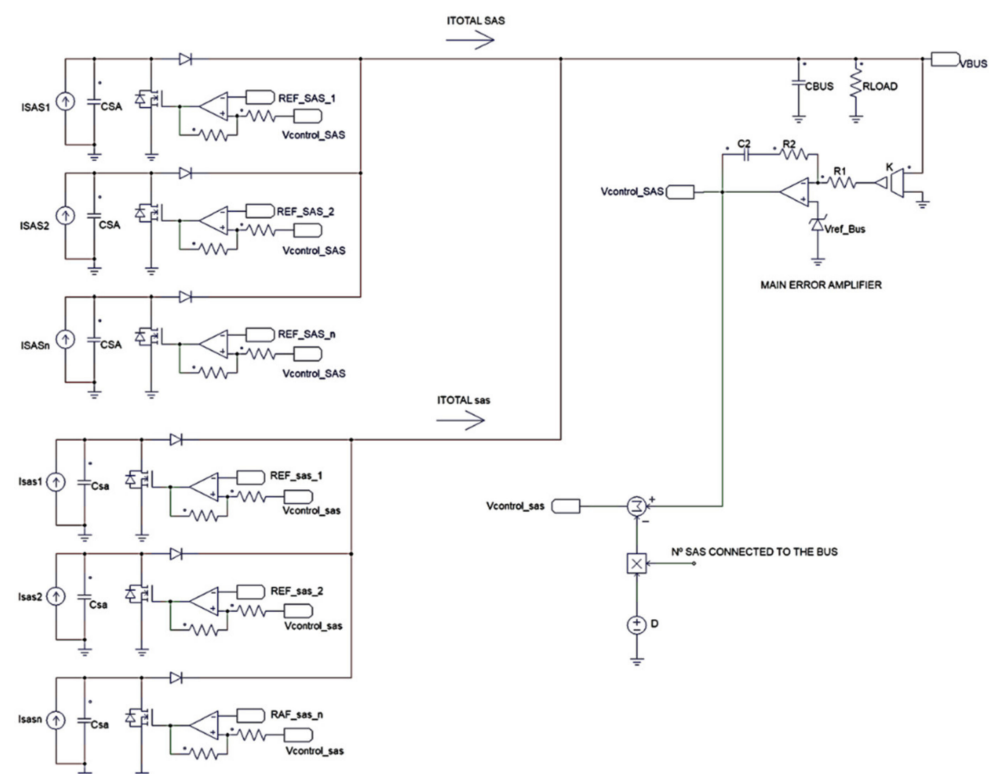 ITOTAL SAS
VBUS
ISAS1
CSA
REF_SAS_1
Vcontrol_SAS
CBUS
RLOAD
ISAS2
CSA
REF_SAS_2
Vcontrol_SAS
C2
R2
R1
K
Vcontrol_SAS
Vref_Bus
MAIN ERROR AMPLIFIER
ISASn
CSA
REF_SAS_n
Vcontrol_SAS
ITOTAL sas
Isas1
Csa
REF_sas_1
Vcontrol_sas
Vcontrol_sas
Σ
+
−
Nº SAS CONNECTED TO THE BUS
Isas2
Csa
REF_sas_2
Vcontrol_sas
D
Isasn
Csa
RAF_sas_n
Vcontrol_sas